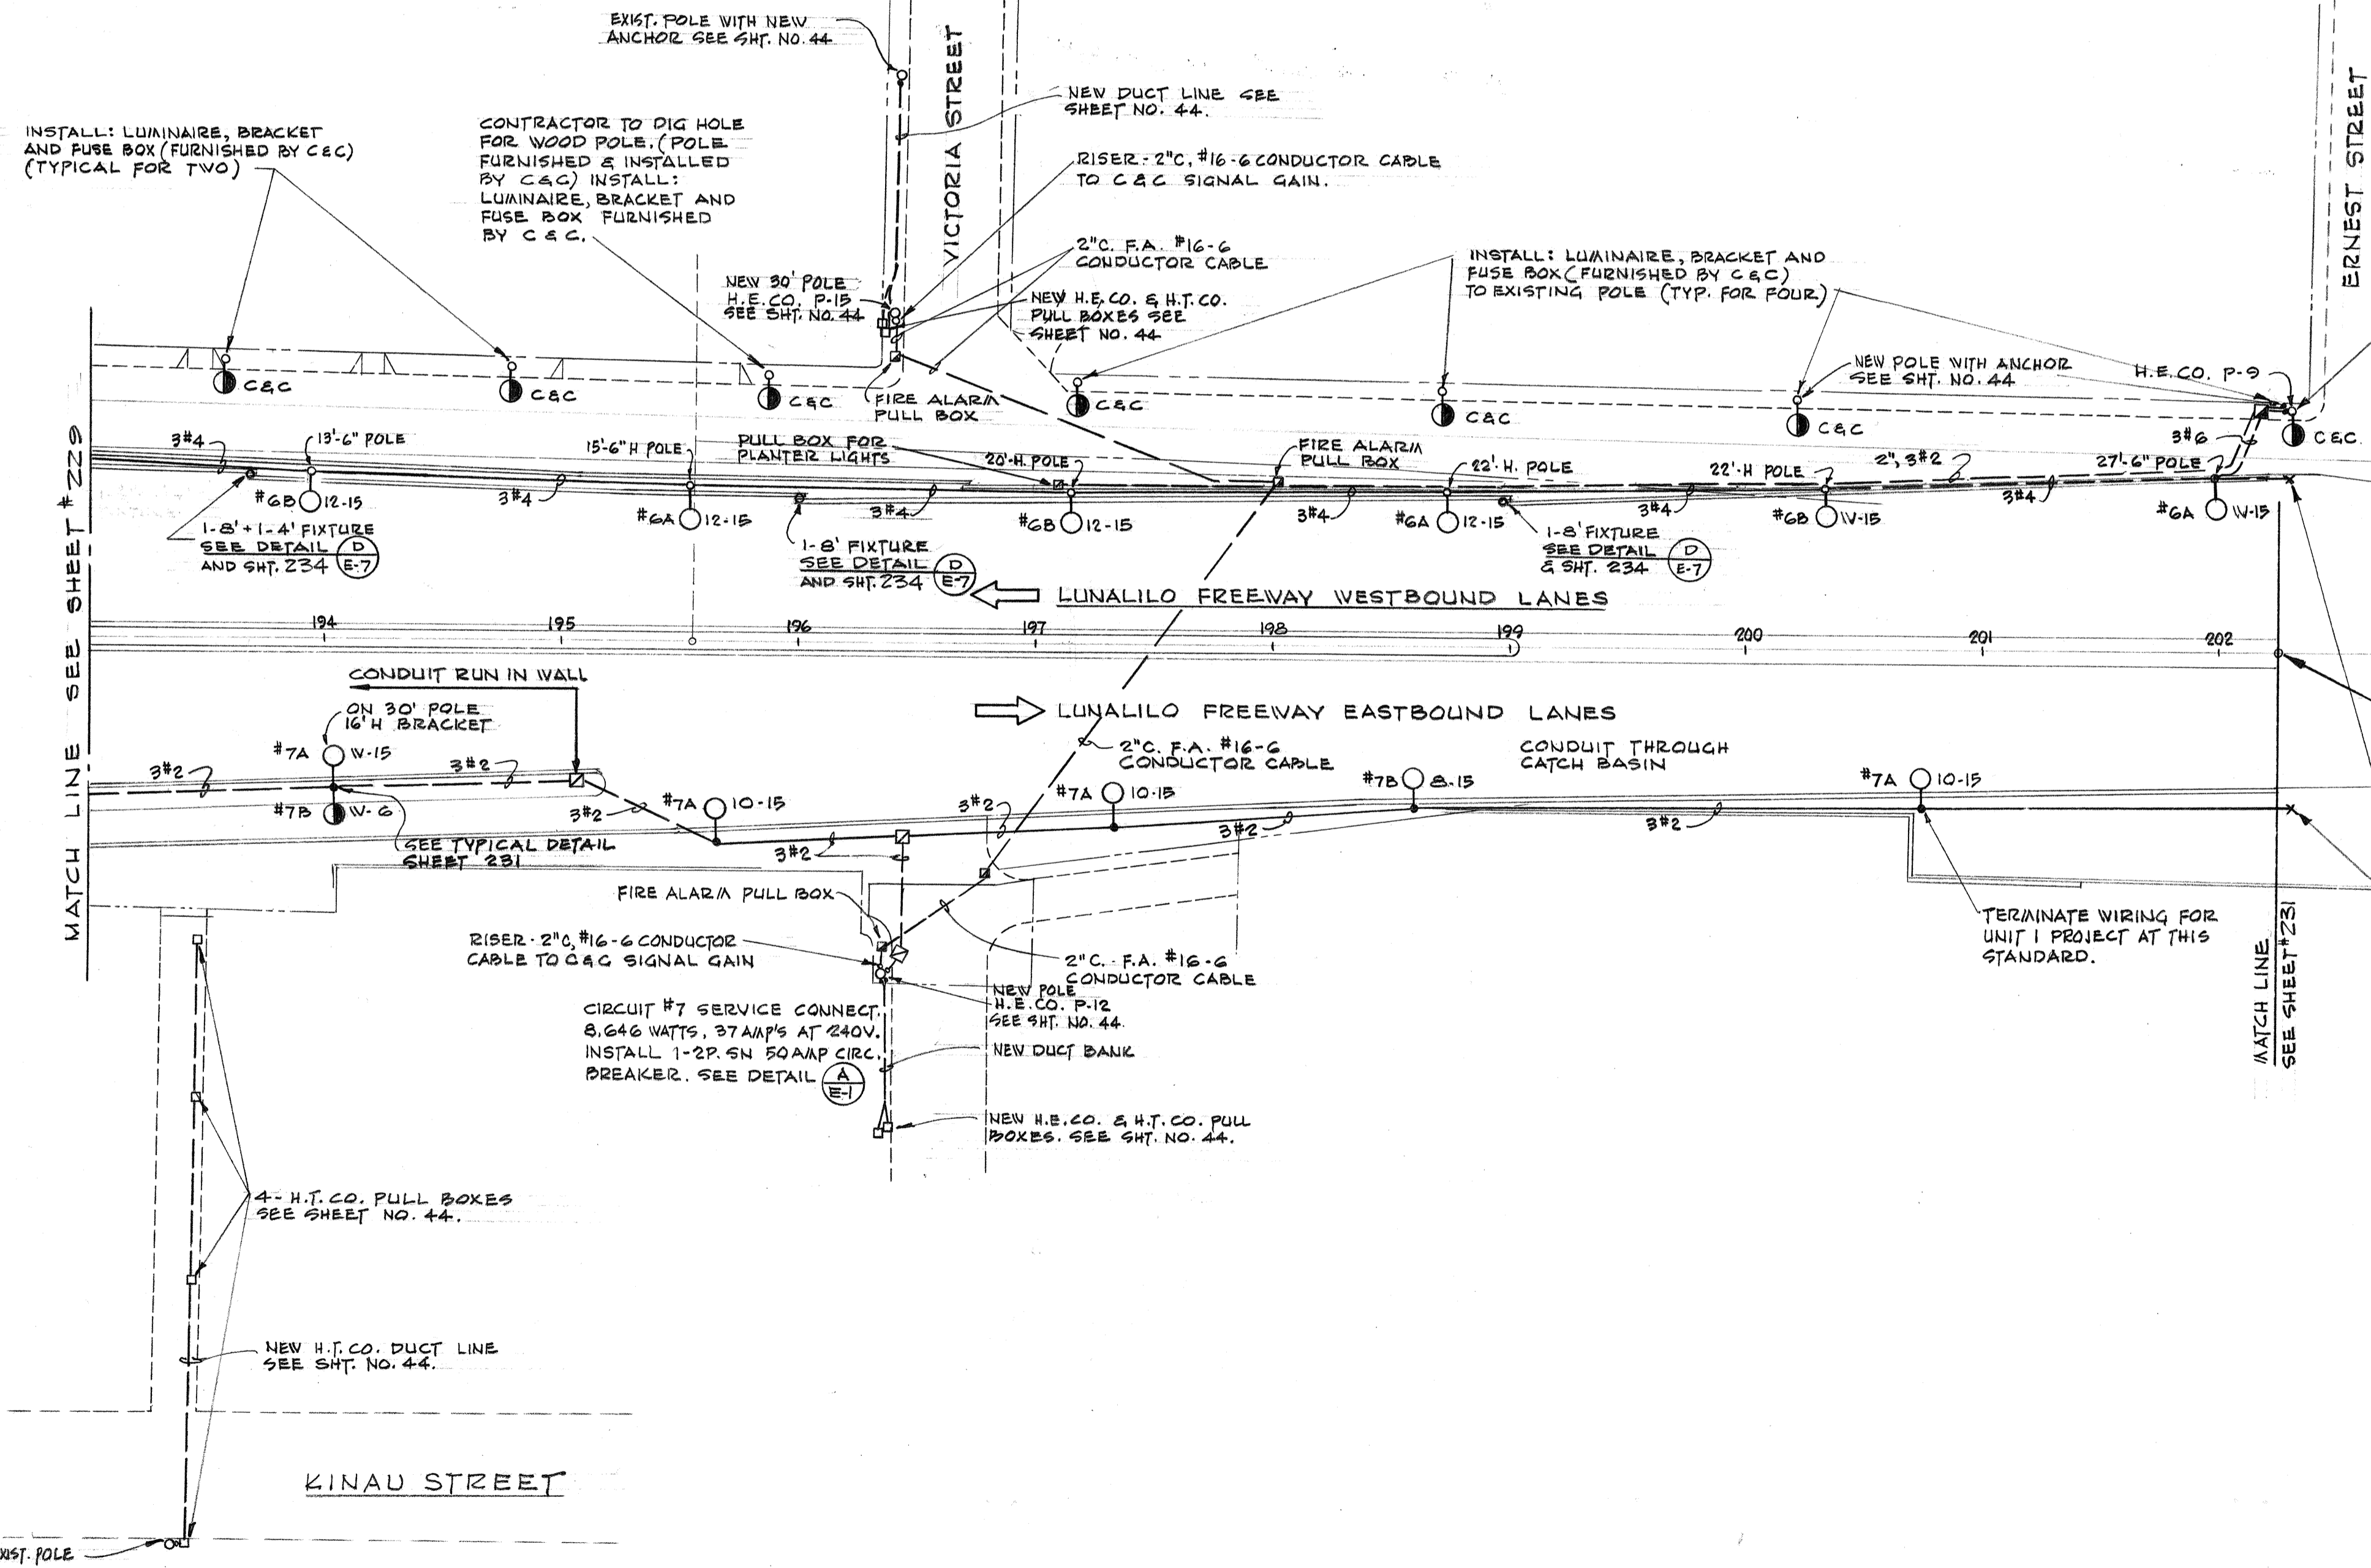 EXIST. POLE WITH NEW
ANCHOR SEE SHT. NO. 44
VICTORIA STREET
ERNEST STREET
NEW DUCT LINE SEE
SHEET NO. 44.
INSTALL: LUMINAIRE, BRACKET
AND FUSE BOX (FURNISHED BY C&C)
(TYPICAL FOR TWO)
CONTRACTOR TO DIG HOLE
FOR WOOD POLE. (POLE
FURNISHED & INSTALLED
BY C&C) INSTALL:
LUMINAIRE, BRACKET AND
FUSE BOX FURNISHED
BY C & C.
RISER - 2"C, #16-6 CONDUCTOR CABLE
TO C & C SIGNAL GAIN.
2"C. F.A. #16-6
CONDUCTOR CABLE
NEW 30' POLE
H.E.CO. P-15
SEE SHT. NO. 44
NEW H.E.CO. & H.T.CO.
PULL BOXES SEE
SHEET NO. 44
INSTALL: LUMINAIRE, BRACKET AND
FUSE BOX (FURNISHED BY C&C)
TO EXISTING POLE (TYP. FOR FOUR)
NEW POLE WITH ANCHOR
SEE SHT. NO. 44
H.E.CO. P-9
C&C
C&C
C&C
FIRE ALARM
PULL BOX
C&C
C&C
C&C
C&C.
3#4
13'-6" POLE
15'-6" H POLE
PULL BOX FOR
PLANTER LIGHTS
20'-H. POLE
FIRE ALARM
PULL BOX
22'-H. POLE
22'-H POLE
2", 3#2
27'-6" POLE
3#6
#6B 12-15
3#4
#6A 12-15
3#4
#6B 12-15
3#4
#6A 12-15
3#4
#6B W-15
3#4
#6A W-15
1-8' + 1-4' FIXTURE
SEE DETAIL
AND SHT. 234
D
E-7
1-8' FIXTURE
SEE DETAIL
AND SHT. 234
D
E-7
1-8' FIXTURE
SEE DETAIL
& SHT. 234
D
E-7
LUNALILO FREEWAY WESTBOUND LANES
194 195 196 197 198 199 200 201 202
MATCH LINE SEE SHEET #2229
CONDUIT RUN IN WALL
ON 30' POLE
16'H BRACKET
LUNALILO FREEWAY EASTBOUND LANES
2"C. F.A. #16-6
CONDUCTOR CABLE
CONDUIT THROUGH
CATCH BASIN
3#2
#7A W-15
3#2
#7B W-6
3#2
#7A 10-15
3#2
3#2
#7A 10-15
3#2
#7B 8-15
3#2
#7A 10-15
SEE TYPICAL DETAIL
SHEET 231
FIRE ALARM PULL BOX
RISER - 2"C, #16-6 CONDUCTOR
CABLE TO C&C SIGNAL GAIN
2"C. - F.A. #16-6
CONDUCTOR CABLE
TERMINATE WIRING FOR
UNIT 1 PROJECT AT THIS
STANDARD.
MATCH LINE
SEE SHEET #231
NEW POLE
H.E.CO. P-12
SEE SHT. NO. 44.
CIRCUIT #7 SERVICE CONNECT.
8,646 WATTS, 37 AMP'S AT 240V.
INSTALL 1-2P. SN 50 AMP CIRC.
BREAKER. SEE DETAIL
A
E-1
NEW DUCT BANK
NEW H.E.CO. & H.T.CO. PULL
BOXES. SEE SHT. NO. 44.
4- H.T.CO. PULL BOXES
SEE SHEET NO. 44.
NEW H.T.CO. DUCT LINE
SEE SHT. NO. 44.
KINAU STREET
XIST. POLE